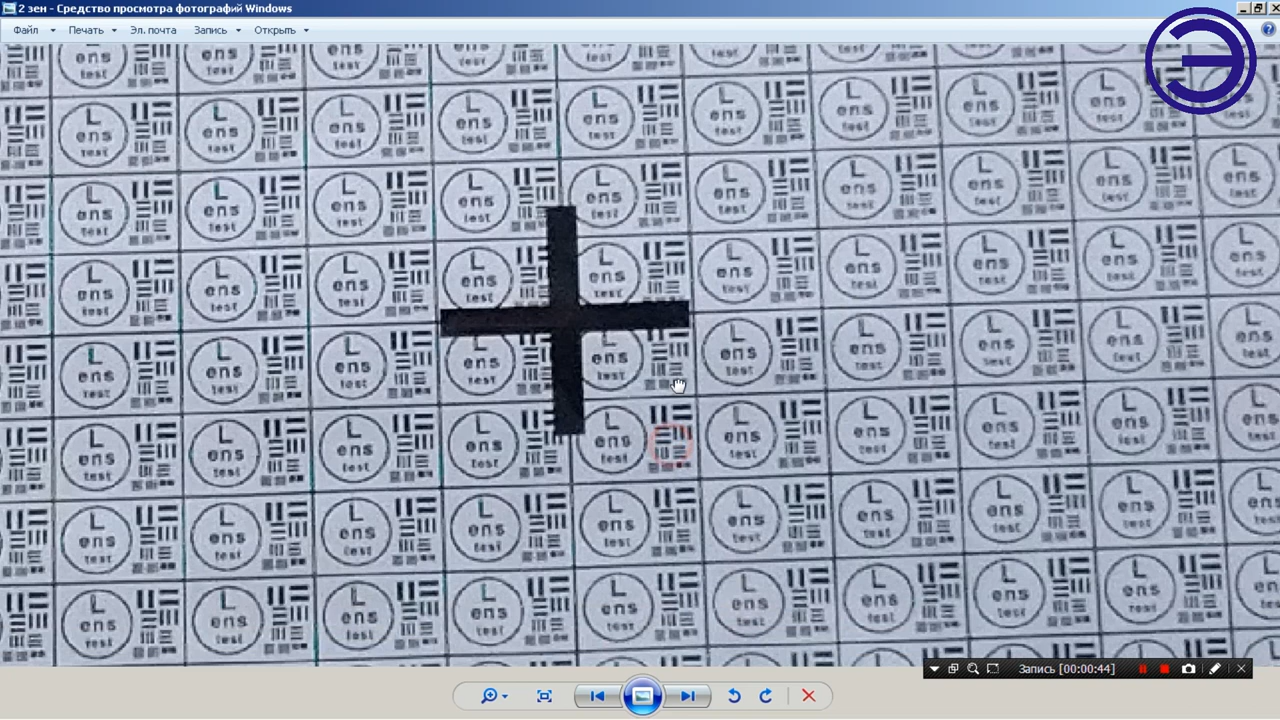 2 зен - Средство просмотра фотографий Windows
Файл Печать Эл. почта Запись Открыть
Э
L
ens
test
Запись [00:00:44]